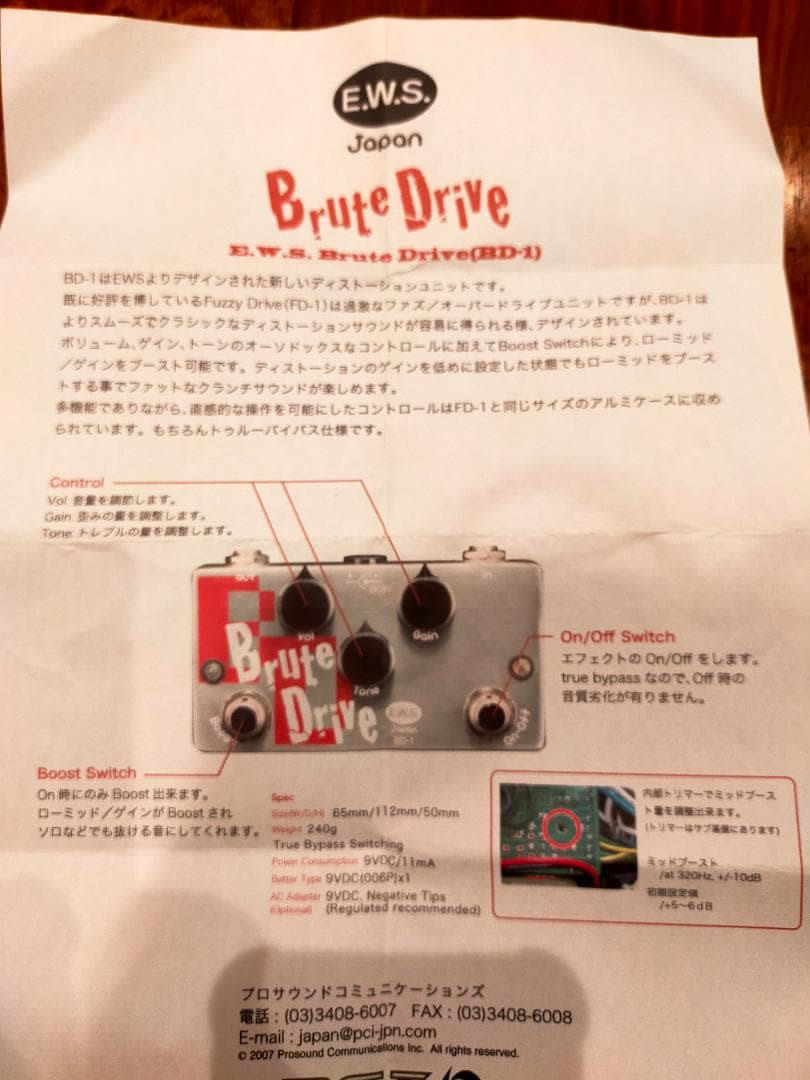 E.W.S.
Japan
Brute Drive
E.W.S. Brute Drive(BD-1)
BD-1はEWSよりデザインされた新しいディストーションユニットです。
既に好評を博しているFuzzy Drive(FD-1)は過激なファズ/オーバードライブユニットですが、BD-1は
よりスムーズでクラシックなディストーションサウンドが容易に得られる様、デザインされています。
ボリューム、ゲイン、トーンのオーソドックスなコントロールに加えてBoost Switchにより、ローミッド
/ゲインをブースト可能です。ディストーションのゲインを低めに設定した状態でもローミッドをブース
トする事でファットなクランチサウンドが楽しめます。
多機能でありながら、直感的な操作を可能にしたコントロールはFD-1と同じサイズのアルミケースに収め
られています。もちろんトゥルーバイパス仕様です。
Control
Vol: 音量を調節します。
Gain: 歪みの量を調整します。
Tone: トレブルの量を調整します。
OUT
DC9V
In
Vol
Gain
Tone
Brute
Drive
Boost
E.W.S.
Japan
BD-1
On-Off
On/Off Switch
エフェクトの On/Off をします。
true bypass なので、Off 時の
音質劣化が有りません。
Boost Switch
On 時にのみ Boost 出来ます。
ローミッド/ゲインが Boost され
ソロなどでも抜ける音にしてくれます。
Spec
Size(W/D/H) 65mm/112mm/50mm
Weight 240g
True Bypass Switching
Power Consumption 9VDC/11mA
Batter Type 9VDC(006P)x1
AC Adapter 9VDC, Negative Tips
(Optional) (Regulated recommended)
内部トリマーでミッドブース
ト量を調整出来ます。
(トリマーはサブ基盤にあります)
ミッドブースト
/at 320Hz, +/-10dB
初期設定値
/+5~6dB
プロサウンドコミュニケーションズ
電話 : (03)3408-6007 FAX : (03)3408-6008
E-mail : japan@pci-jpn.com
© 2007 Prosound Communications Inc. All rights reserved.